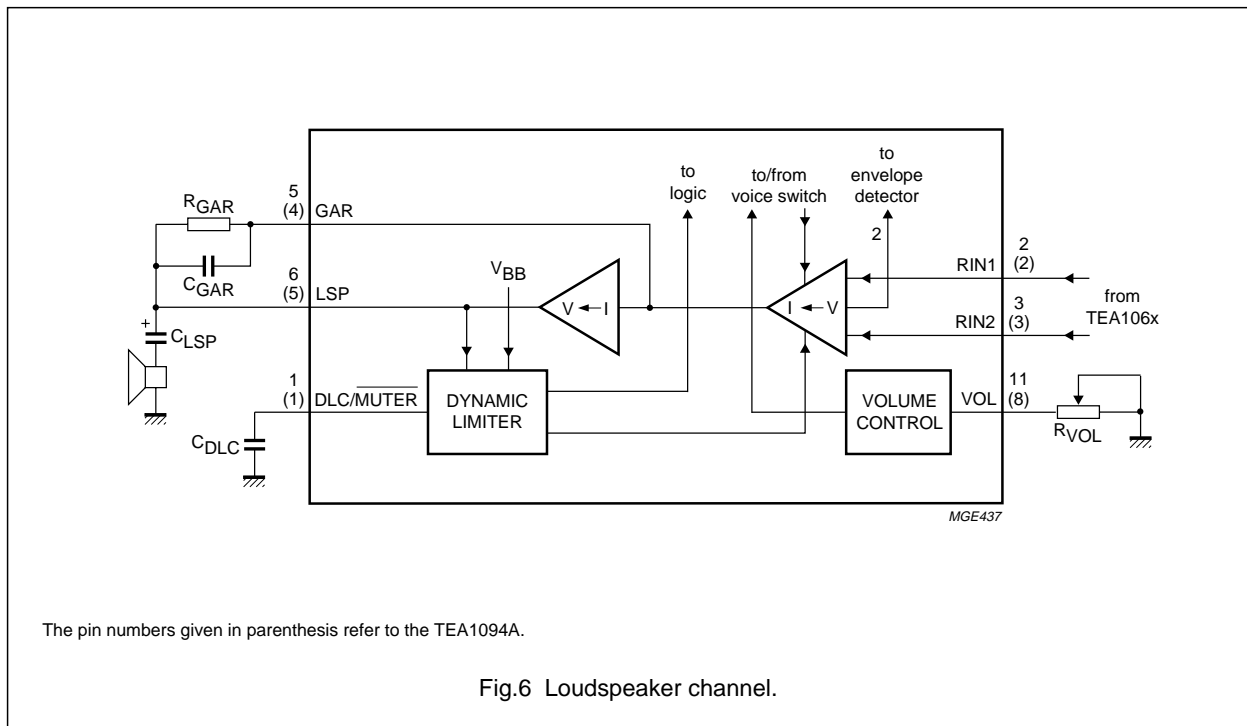 to
logic
to/from
voice switch
to
envelope
detector
2
5
(4)
GAR
RGAR
CGAR
6
(5)
LSP
CLSP
+
VBB
V ← I
I ← V
RIN1
2
(2)
RIN2
3
(3)
from
TEA106x
1
(1)
DLC/MUTER
CDLC
DYNAMIC
LIMITER
VOLUME
CONTROL
VOL
11
(8)
RVOL
MGE437
The pin numbers given in parenthesis refer to the TEA1094A.
Fig.6 Loudspeaker channel.